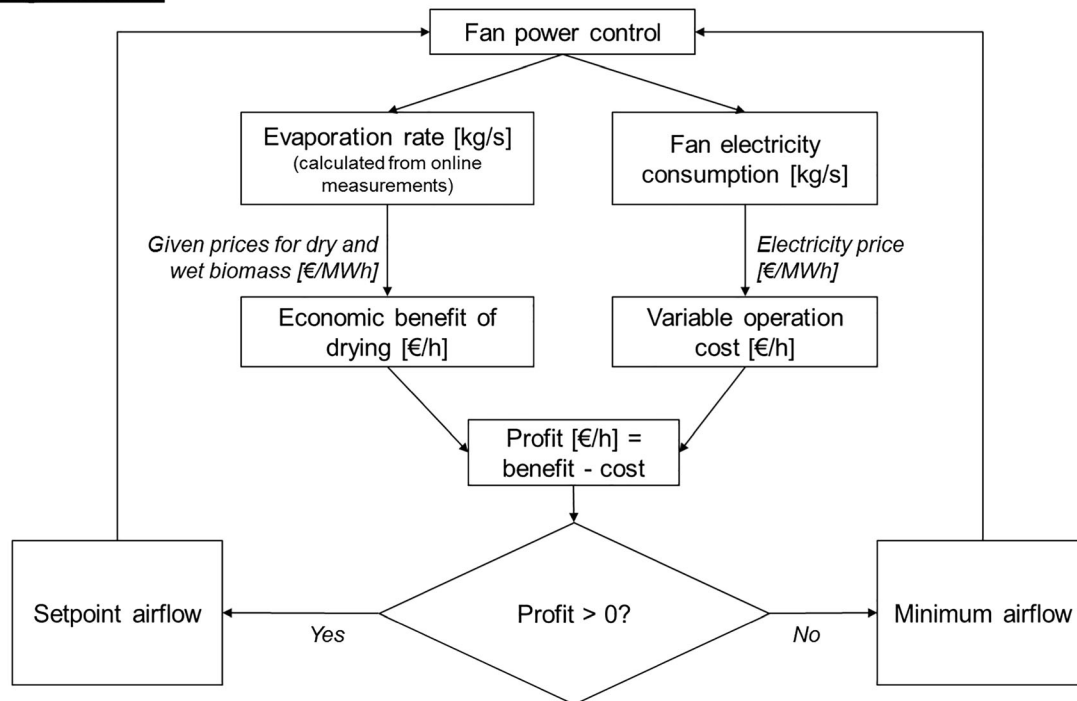 Fan power control
Evaporation rate [kg/s]
(calculated from online
measurements)
Fan electricity
consumption [kg/s]
Given prices for dry and
wet biomass [€/MWh]
Electricity price
[€/MWh]
Economic benefit of
drying [€/h]
Variable operation
cost [€/h]
Profit [€/h] =
benefit - cost
Setpoint airflow
Yes
Profit > 0?
No
Minimum airflow